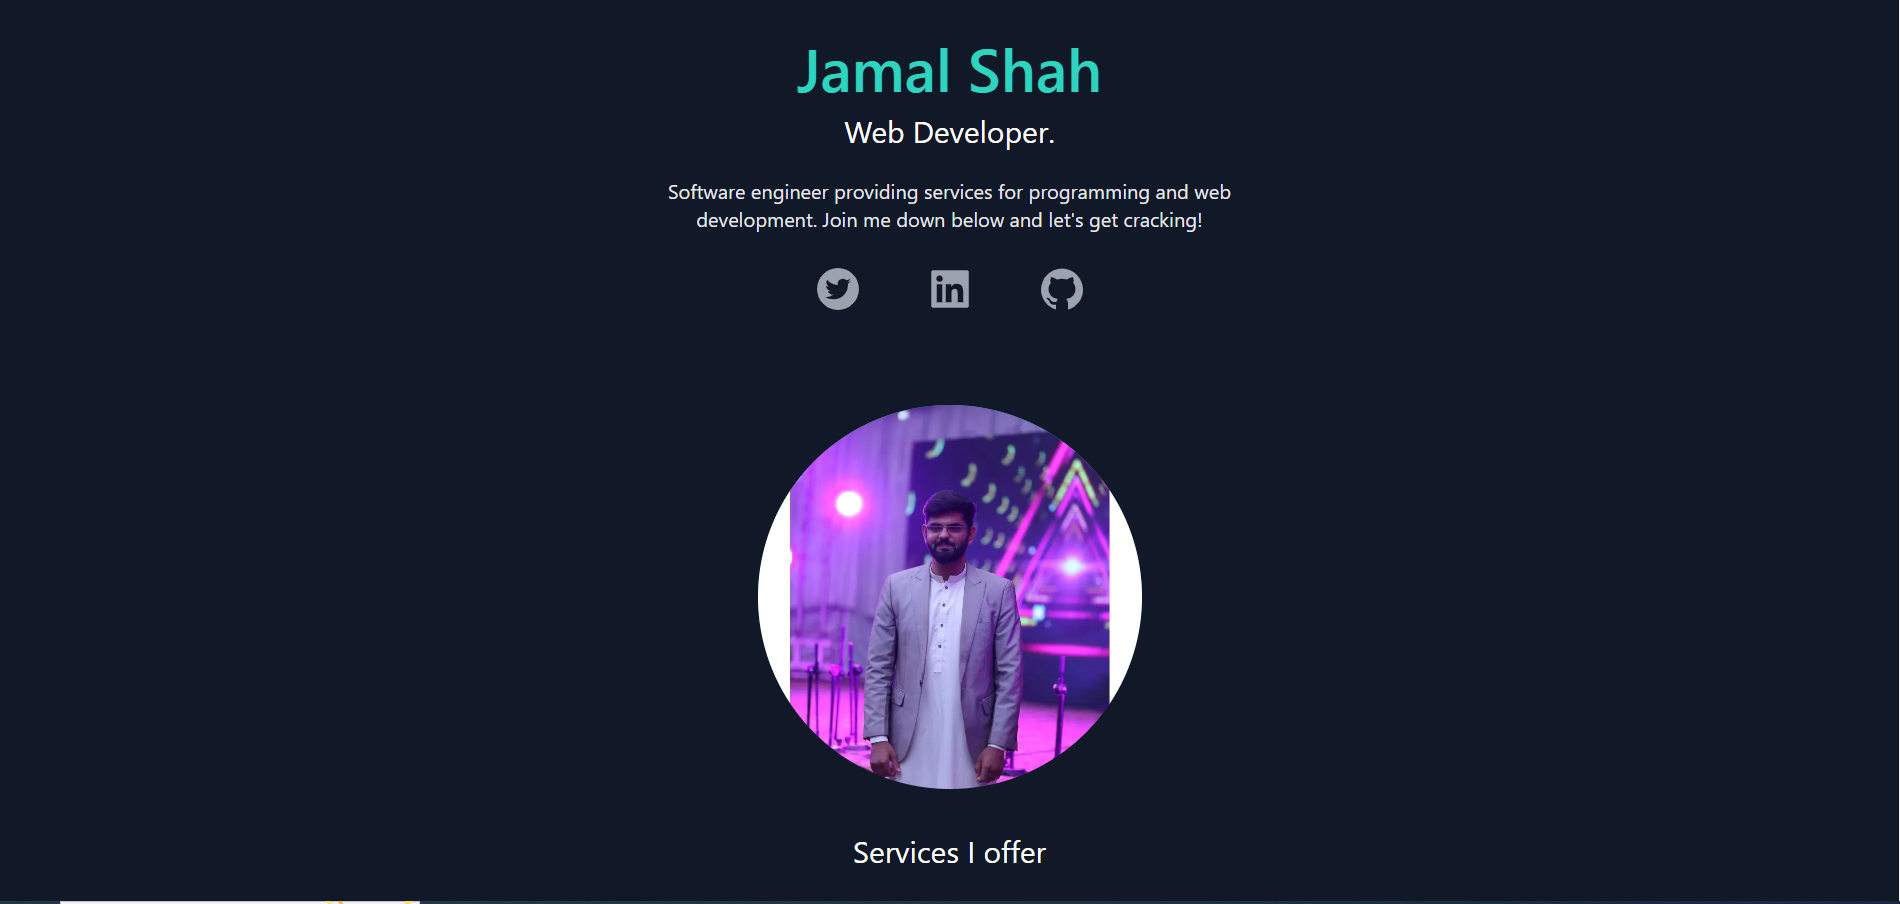 Jamal Shah
Web Developer.
Software engineer providing services for programming and web
development. Join me down below and let's get cracking!
in
Services I offer